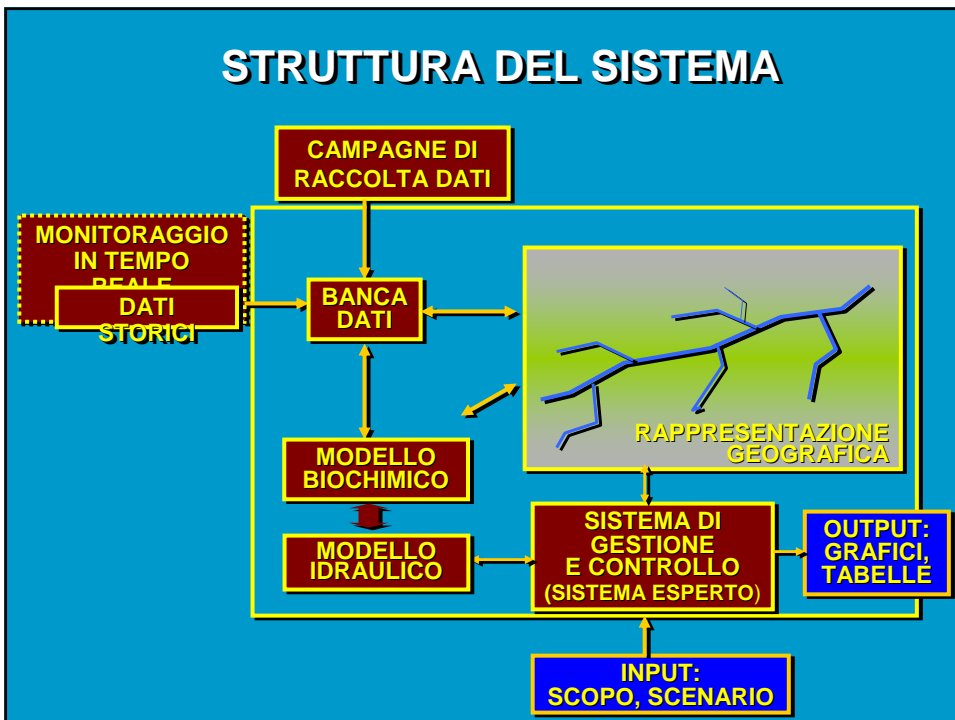 STRUTTURA DEL SISTEMA
CAMPAGNE DI
RACCOLTA DATI
MONITORAGGIO
IN TEMPO
REALE
DATI
STORICI
BANCA
DATI
RAPPRESENTAZIONE
GEOGRAFICA
MODELLO
BIOCHIMICO
MODELLO
IDRAULICO
SISTEMA DI
GESTIONE
E CONTROLLO
(SISTEMA ESPERTO)
OUTPUT:
GRAFICI,
TABELLE
INPUT:
SCOPO, SCENARIO